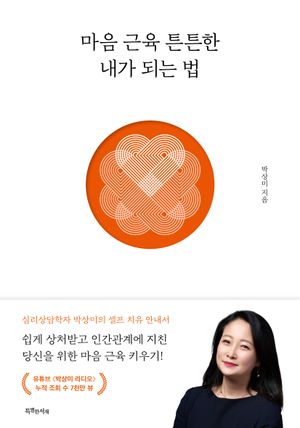 마음 근육 튼튼한
내가 되는 법
박상미 지음
심리상담학자 박상미의 셀프 치유 안내서
쉽게 상처받고 인간관계에 지친
당신을 위한 마음 근육 키우기!
유튜브 〈박상미 라디오〉
누적 조회 수 7천만 뷰
특별한서재